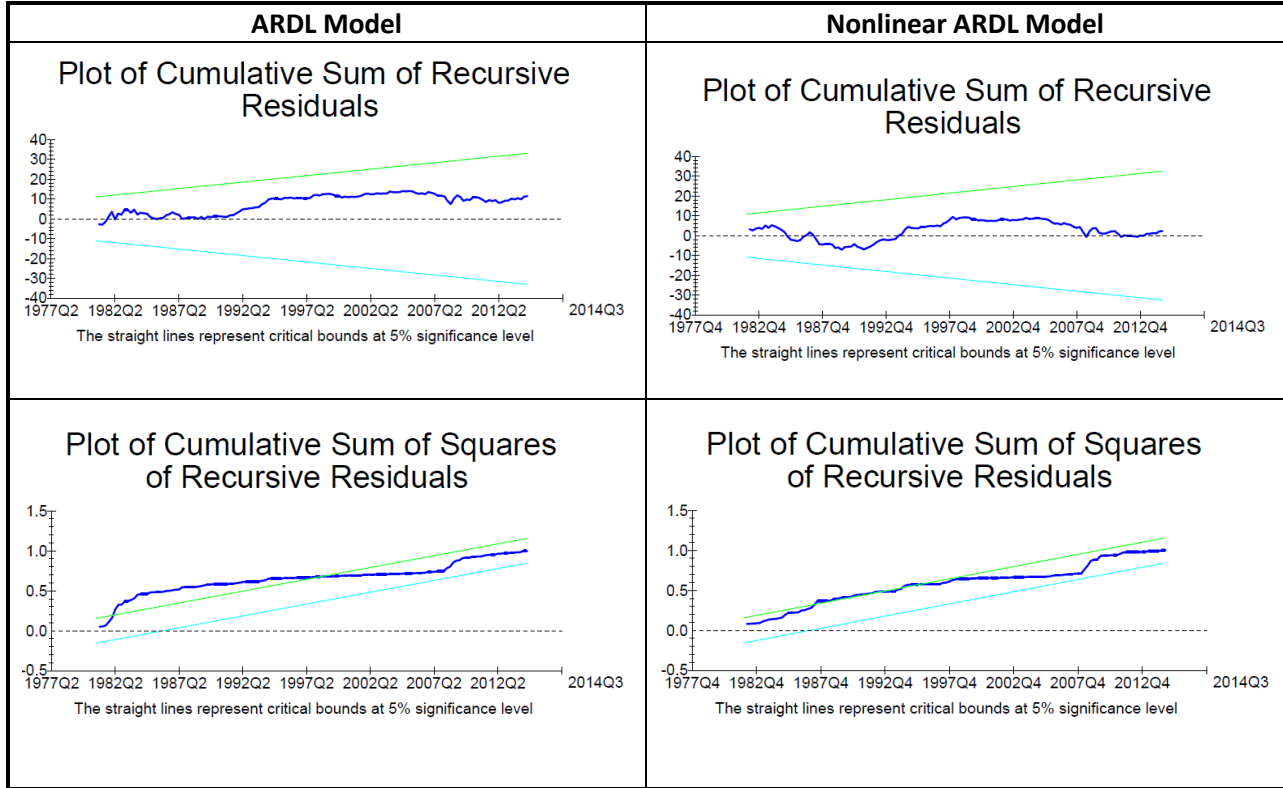 ARDL Model
Nonlinear ARDL Model
Plot of Cumulative Sum of Recursive
Residuals
40
30
20
10
0
-10
-20
-30
-40
1977Q2 1982Q2 1987Q2 1992Q2 1997Q2 2002Q2 2007Q2 2012Q2 2014Q3
The straight lines represent critical bounds at 5% significance level
Plot of Cumulative Sum of Recursive
Residuals
40
30
20
10
0
-10
-20
-30
-40
1977Q4 1982Q4 1987Q4 1992Q4 1997Q4 2002Q4 2007Q4 2012Q4 2014Q3
The straight lines represent critical bounds at 5% significance level
Plot of Cumulative Sum of Squares
of Recursive Residuals
1.5
1.0
0.5
0.0
-0.5
1977Q2 1982Q2 1987Q2 1992Q2 1997Q2 2002Q2 2007Q2 2012Q2 2014Q3
The straight lines represent critical bounds at 5% significance level
Plot of Cumulative Sum of Squares
of Recursive Residuals
1.5
1.0
0.5
0.0
-0.5
1977Q4 1982Q4 1987Q4 1992Q4 1997Q4 2002Q4 2007Q4 2012Q4 2014Q3
The straight lines represent critical bounds at 5% significance level